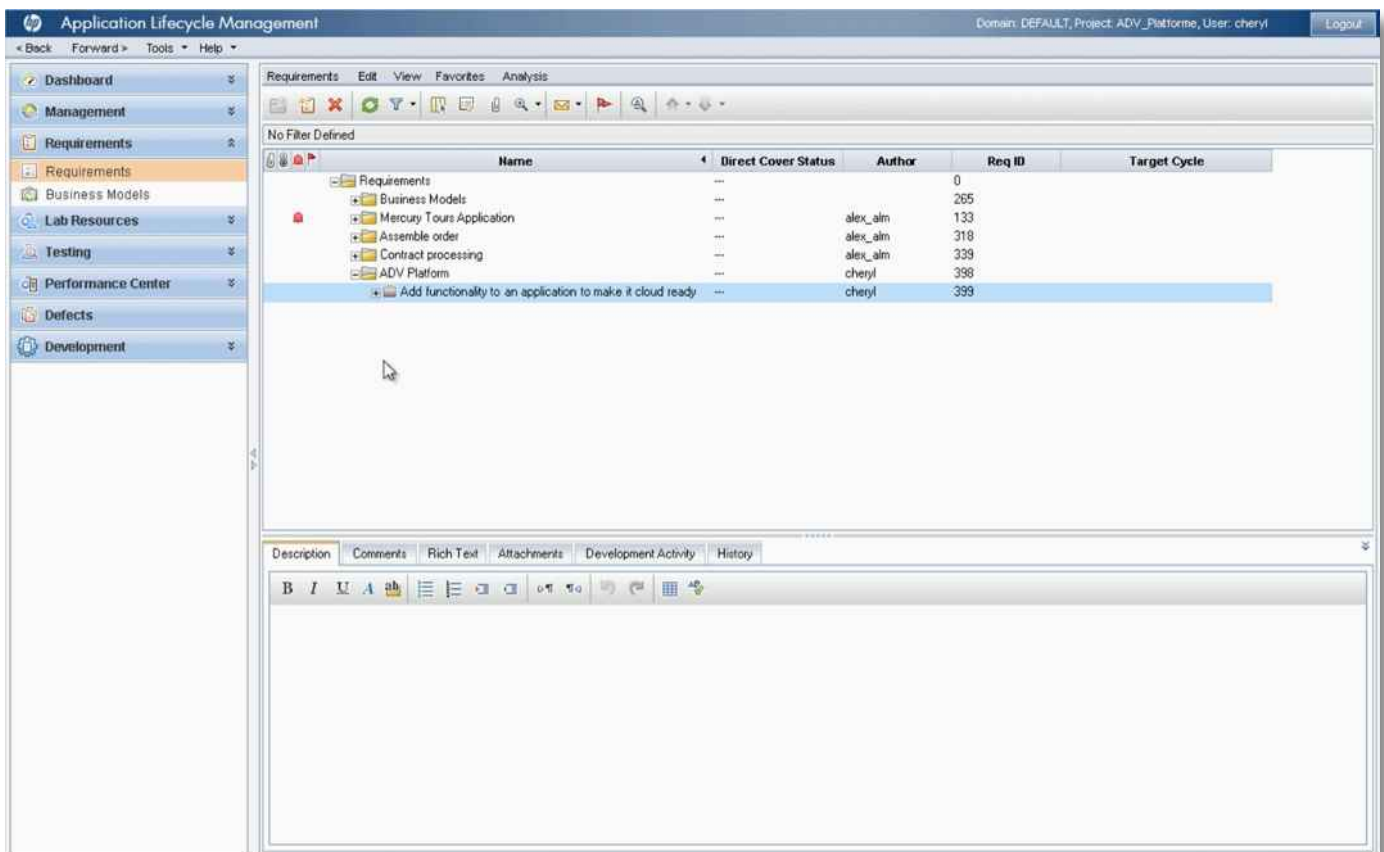 hp Application Lifecycle Management Domain: DEFAULT, Project: ADV_Platforme, User: cheryl Logout
< Back Forward > Tools Help
Dashboard
Management
Requirements
Requirements
Business Models
Lab Resources
Testing
Performance Center
Defects
Development
Requirements Edit View Favorites Analysis
No Filter Defined
Name Direct Cover Status Author Req ID Target Cycle
Requirements --- 0
Business Models --- 265
Mercury Tours Application --- alex_alm 133
Assemble order --- alex_alm 318
Contract processing --- alex_alm 339
ADV Platform --- cheryl 398
Add functionality to an application to make it cloud ready --- cheryl 399
Description Comments Rich Text Attachments Development Activity History
B I U A ab